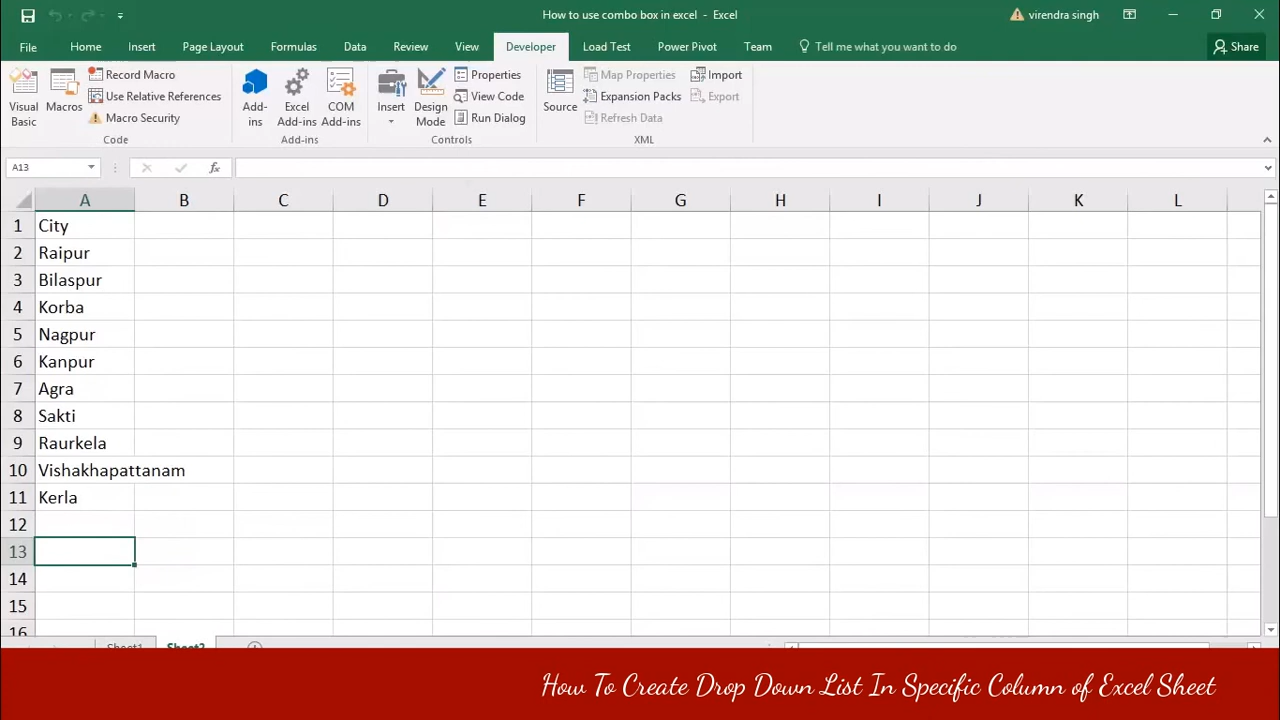 How to use combo box in excel - Excel
virendra singh
File Home Insert Page Layout Formulas Data Review View Developer Load Test Power Pivot Team Tell me what you want to do Share
Visual Basic
Macros
Record Macro
Use Relative References
Macro Security
Code
Add-ins
Excel Add-ins
COM Add-ins
Add-ins
Insert
Design Mode
Properties
View Code
Run Dialog
Controls
Source
Map Properties
Expansion Packs
Refresh Data
Import
Export
XML
A13
fx
A B C D E F G H I J K L
1 City
2 Raipur
3 Bilaspur
4 Korba
5 Nagpur
6 Kanpur
7 Agra
8 Sakti
9 Raurkela
10 Vishakhapattanam
11 Kerla
12
13
14
15
16
Sheet1 Sheet2
How To Create Drop Down List In Specific Column of Excel Sheet